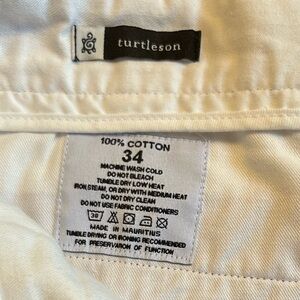 turtleson
100% COTTON
34
MACHINE WASH COLD
DO NOT BLEACH
TUMBLE DRY LOW HEAT
IRON, STEAM, OR DRY WITH MEDIUM HEAT
DO NOT DRY CLEAN
DO NOT USE FABRIC CONDITIONERS
30
MADE IN MAURITIUS
TUMBLE DRYING OR IRONING RECOMMENDED
FOR PRESERVATION OF FUNCTION